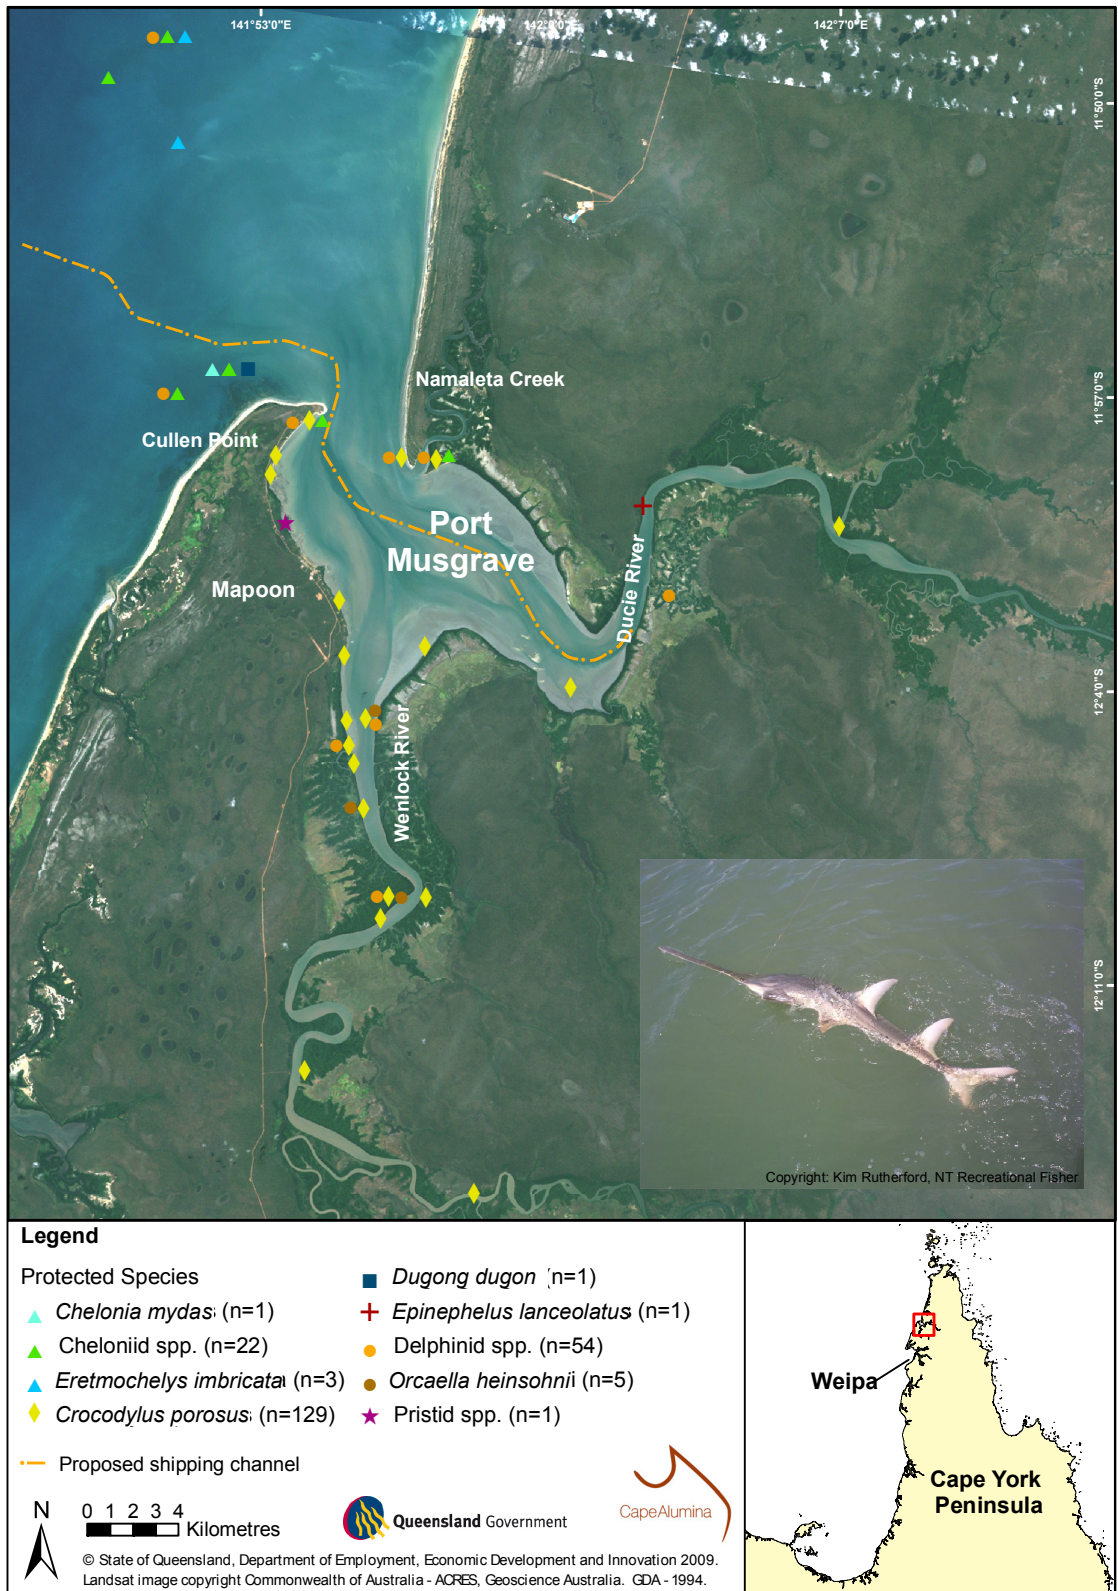 141°53'0"E
142°0'0"E
142°7'0"E
11°50'0"S
11°57'0"S
12°4'0"S
12°11'0"S
Namaleta Creek
Cullen Point
Port
Musgrave
Mapoon
Ducie River
Wenlock River
Copyright: Kim Rutherford, NT Recreational Fisher
Legend
Protected Species
Chelonia mydas (n=1)
Cheloniid spp. (n=22)
Eretmochelys imbricata (n=3)
Crocodylus porosus (n=129)
Dugong dugon (n=1)
Epinephelus lanceolatus (n=1)
Delphinid spp. (n=54)
Orcaella heinsohni (n=5)
Pristid spp. (n=1)
Proposed shipping channel
N
0 1 2 3 4
Kilometres
Queensland Government
CapeAlumina
© State of Queensland, Department of Employment, Economic Development and Innovation 2009.
Landsat image copyright Commonwealth of Australia - ACRES, Geoscience Australia. GDA - 1994.
Weipa
Cape York
Peninsula